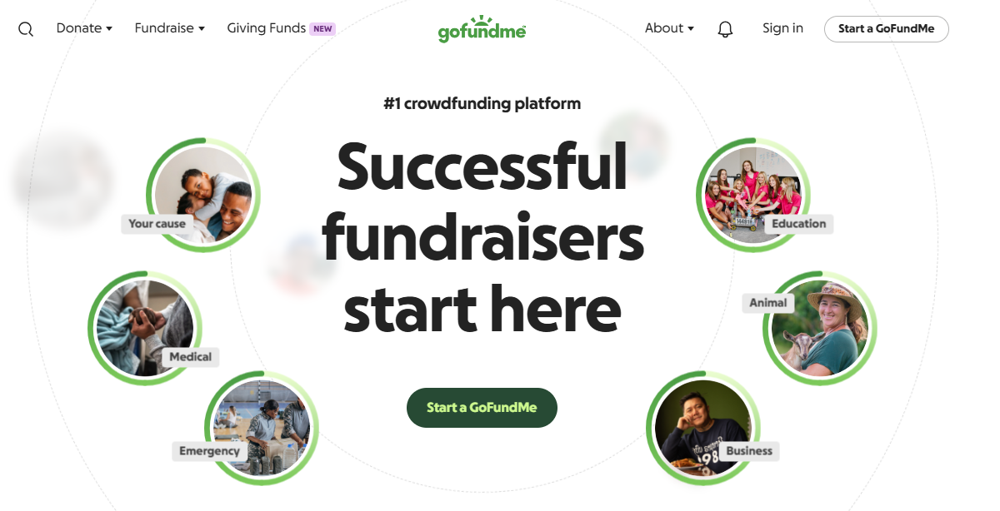 Donate
Fundraise
Giving Funds NEW
gofundme
About
Sign in
Start a GoFundMe
#1 crowdfunding platform
Successful
fundraisers
start here
Your cause
Education
Animal
Medical
Start a GoFundMe
Emergency
Business